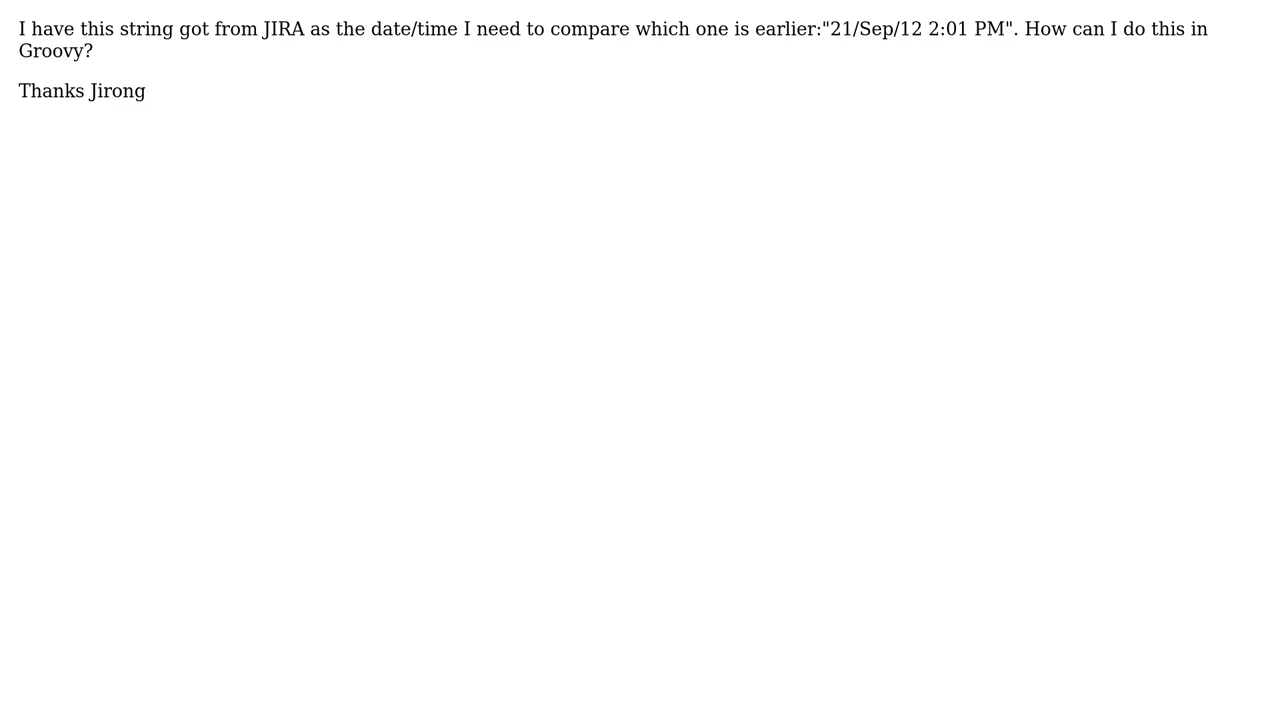 I have this string got from JIRA as the date/time I need to compare which one is earlier:"21/Sep/12 2:01 PM". How can I do this in
Groovy?
Thanks Jirong